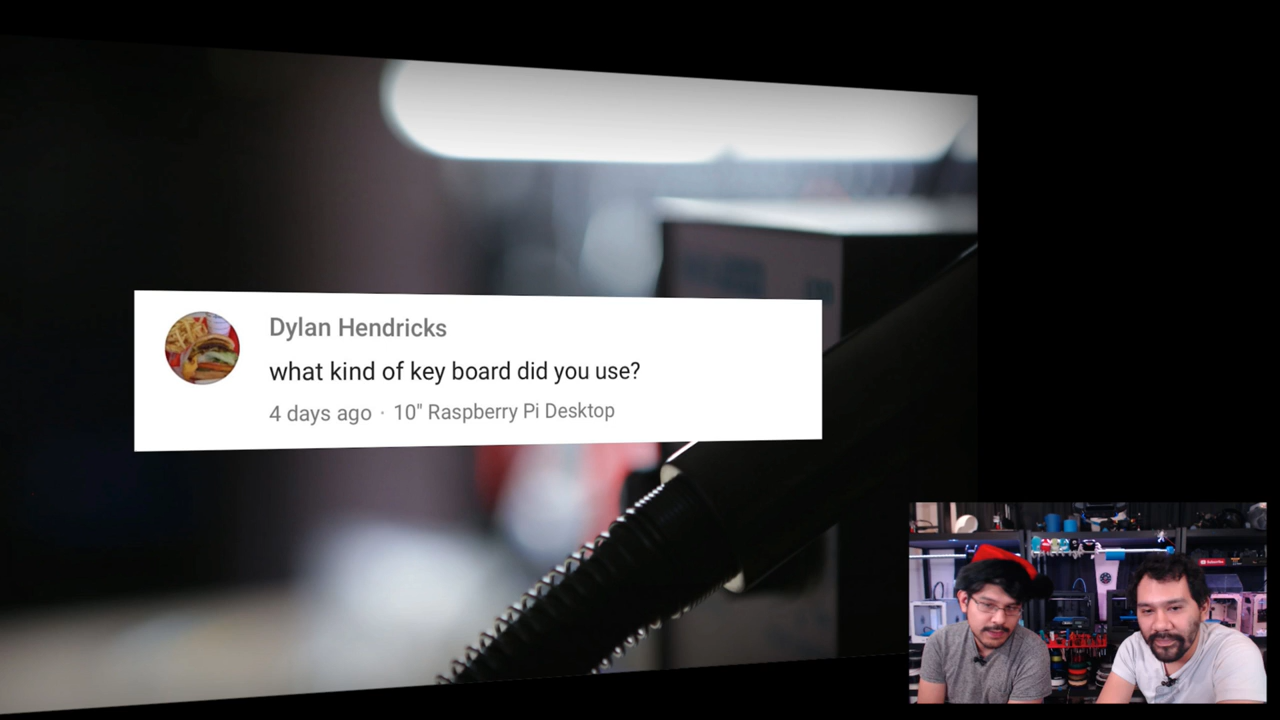 Dylan Hendricks
what kind of key board did you use?
4 days ago · 10" Raspberry Pi Desktop